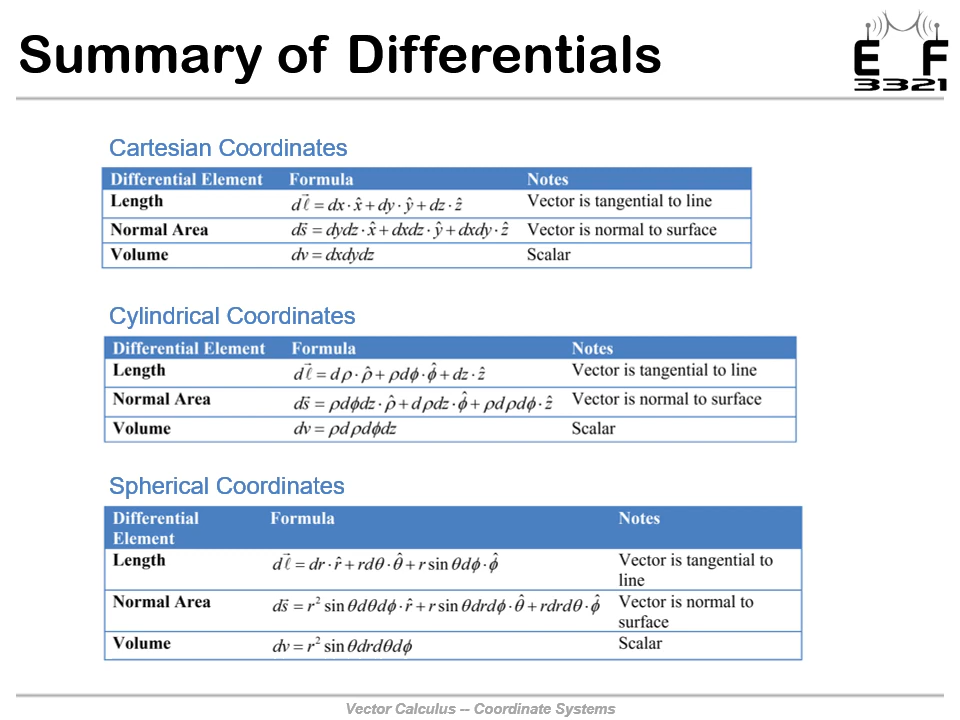 Summary of Differentials
E F
3321
Cartesian Coordinates
Differential Element Formula Notes
Length dℓ⃗ = dx·x̂ + dy·ŷ + dz·ẑ Vector is tangential to line
Normal Area ds⃗ = dydz·x̂ + dxdz·ŷ + dxdy·ẑ Vector is normal to surface
Volume dv = dxdydz Scalar
Cylindrical Coordinates
Differential Element Formula Notes
Length dℓ⃗ = dρ·ρ̂ + ρdϕ·ϕ̂ + dz·ẑ Vector is tangential to line
Normal Area ds⃗ = ρdϕdz·ρ̂ + dρdz·ϕ̂ + ρdρdϕ·ẑ Vector is normal to surface
Volume dv = ρdρdϕdz Scalar
Spherical Coordinates
Differential Formula Notes
Element
Length dℓ⃗ = dr·r̂ + rdθ·θ̂ + r sin θdϕ·ϕ̂ Vector is tangential to
line
Normal Area ds⃗ = r² sin θdθdϕ·r̂ + r sin θdrdϕ·θ̂ + rdrdθ·ϕ̂ Vector is normal to
surface
Volume dv = r² sin θdrdθdϕ Scalar
Vector Calculus -- Coordinate Systems